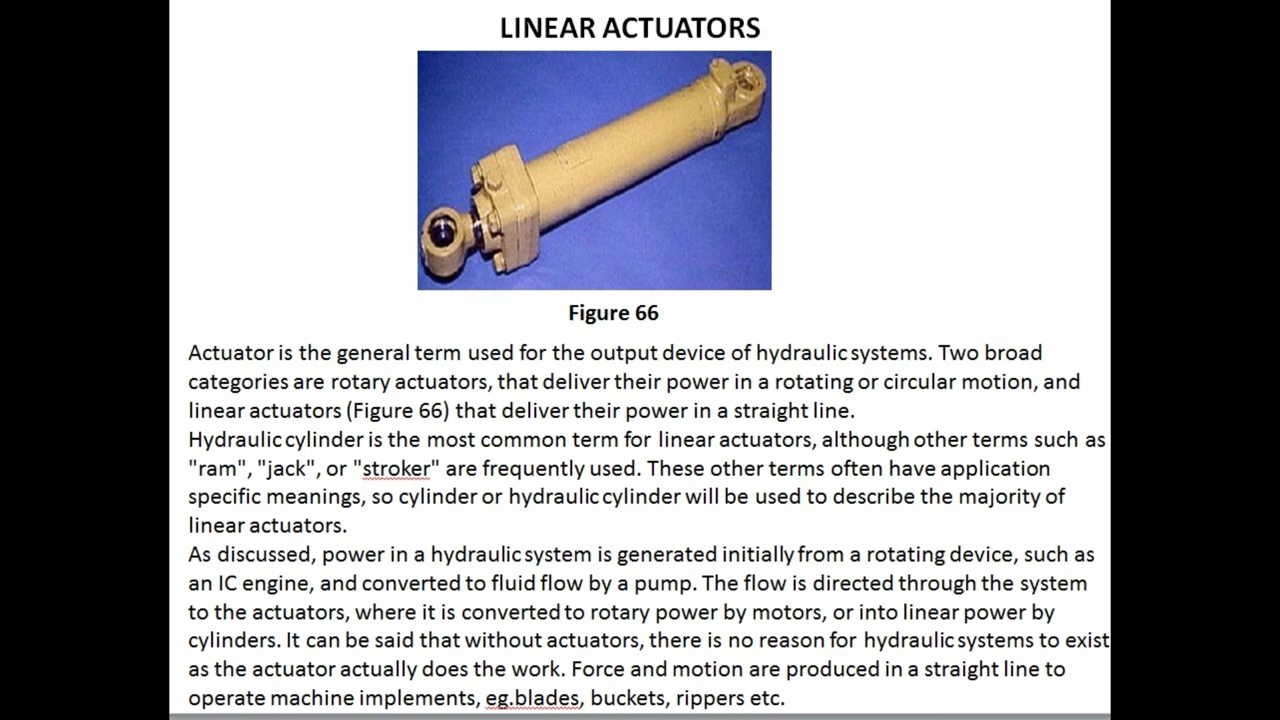 LINEAR ACTUATORS
Figure 66
Actuator is the general term used for the output device of hydraulic systems. Two broad
categories are rotary actuators, that deliver their power in a rotating or circular motion, and
linear actuators (Figure 66) that deliver their power in a straight line.
Hydraulic cylinder is the most common term for linear actuators, although other terms such as
"ram", "jack", or "stroker" are frequently used. These other terms often have application
specific meanings, so cylinder or hydraulic cylinder will be used to describe the majority of
linear actuators.
As discussed, power in a hydraulic system is generated initially from a rotating device, such as
an IC engine, and converted to fluid flow by a pump. The flow is directed through the system
to the actuators, where it is converted to rotary power by motors, or into linear power by
cylinders. It can be said that without actuators, there is no reason for hydraulic systems to exist
as the actuator actually does the work. Force and motion are produced in a straight line to
operate machine implements, eg.blades, buckets, rippers etc.